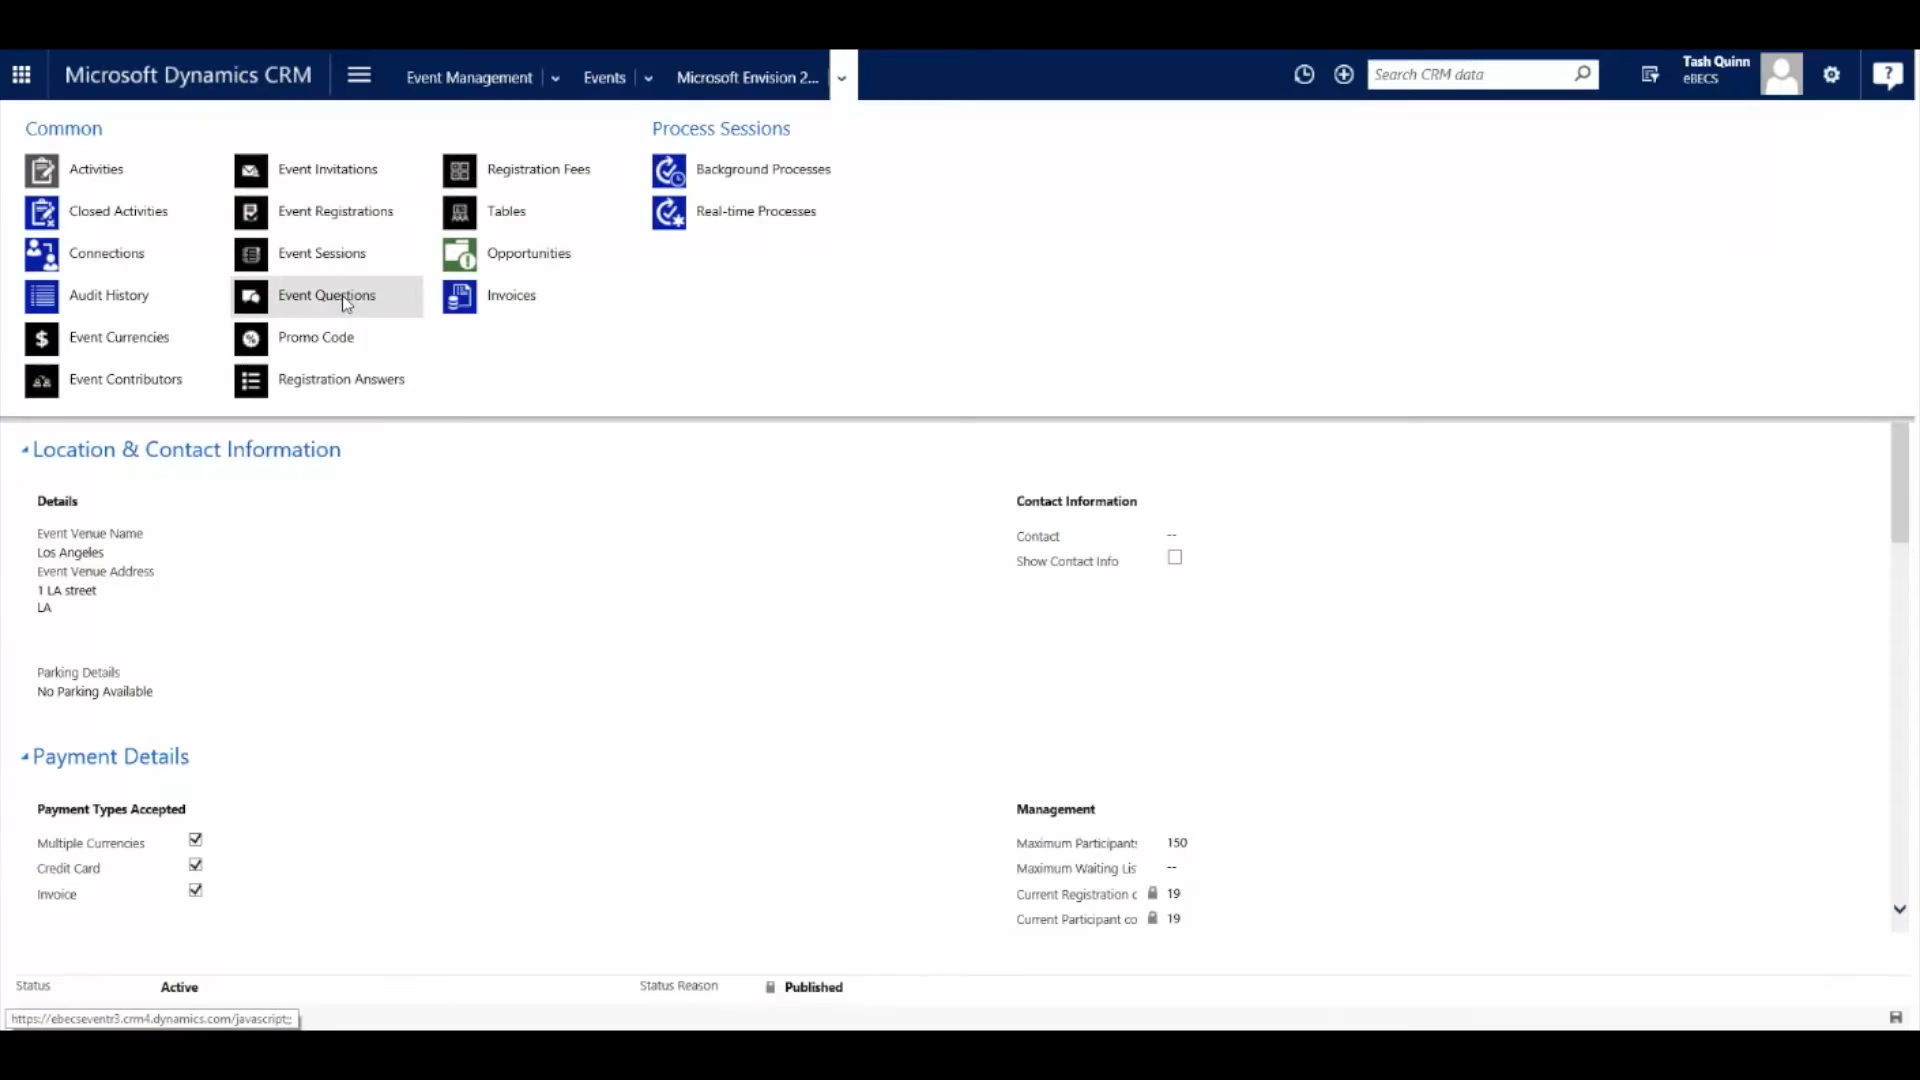 Microsoft Dynamics CRM
Event Management
Events
Microsoft Envision 2...
Search CRM data
Tash Quinn
eBECS
?
Common
Process Sessions
Activities
Event Invitations
Registration Fees
Background Processes
Closed Activities
Event Registrations
Tables
Real-time Processes
Connections
Event Sessions
Opportunities
Audit History
Event Questions
Invoices
Event Currencies
Promo Code
Event Contributors
Registration Answers
Location & Contact Information
Details
Contact Information
Event Venue Name
Los Angeles
Contact --
Event Venue Address
Show Contact Info
1 LA street
LA
Parking Details
No Parking Available
Payment Details
Payment Types Accepted
Management
Multiple Currencies
Maximum Participants 150
Credit Card
Maximum Waiting Lis --
Invoice
Current Registration c 19
Current Participant co 19
Status Active
Status Reason Published
https://ebecseventr3.crm4.dynamics.com/javascript:;